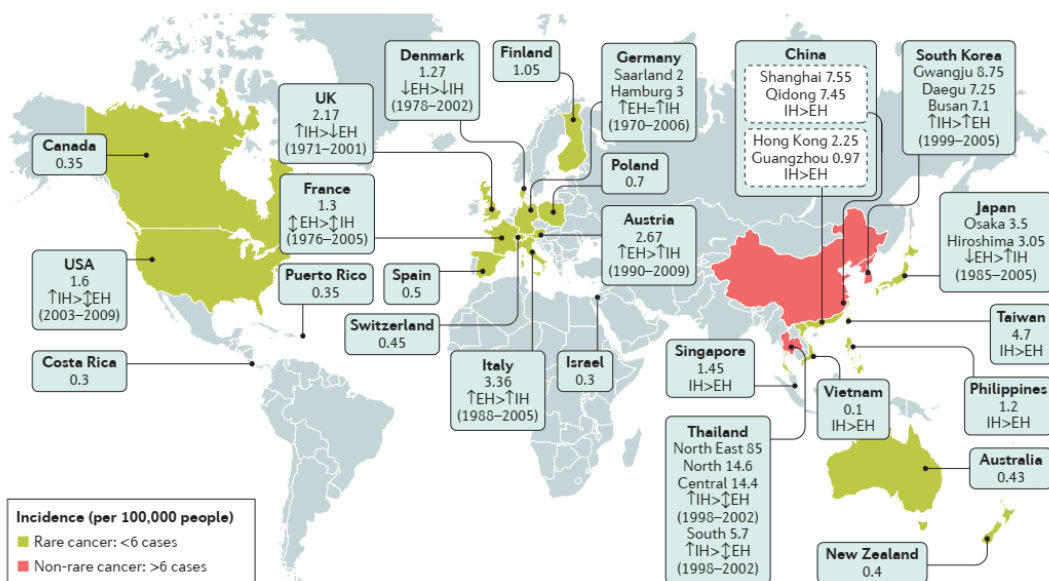 Denmark
1.27
↓EH>↓IH
(1978–2002)
Finland
1.05
Germany
Saarland 2
Hamburg 3
↑EH=↑IH
(1970–2006)
China
Shanghai 7.55
Qidong 7.45
IH>EH
Hong Kong 2.25
Guangzhou 0.97
IH>EH
South Korea
Gwangju 8.75
Daegu 7.25
Busan 7.1
↑IH>↑EH
(1999–2005)
UK
2.17
↑IH>↓EH
(1971–2001)
Canada
0.35
France
1.3
↕EH>↕IH
(1976–2005)
Poland
0.7
Austria
2.67
↑EH>↑IH
(1990–2009)
Japan
Osaka 3.5
Hiroshima 3.05
↓EH>↑IH
(1985–2005)
USA
1.6
↑IH>↕EH
(2003–2009)
Puerto Rico
0.35
Spain
0.5
Switzerland
0.45
Taiwan
4.7
IH>EH
Costa Rica
0.3
Italy
3.36
↑EH>↑IH
(1988–2005)
Israel
0.3
Singapore
1.45
IH>EH
Vietnam
0.1
IH>EH
Philippines
1.2
IH>EH
Thailand
North East 85
North 14.6
Central 14.4
↑IH>↕EH
(1998–2002)
South 5.7
↑IH>↕EH
(1998–2002)
Australia
0.43
New Zealand
0.4
Incidence (per 100,000 people)
Rare cancer: <6 cases
Non-rare cancer: >6 cases